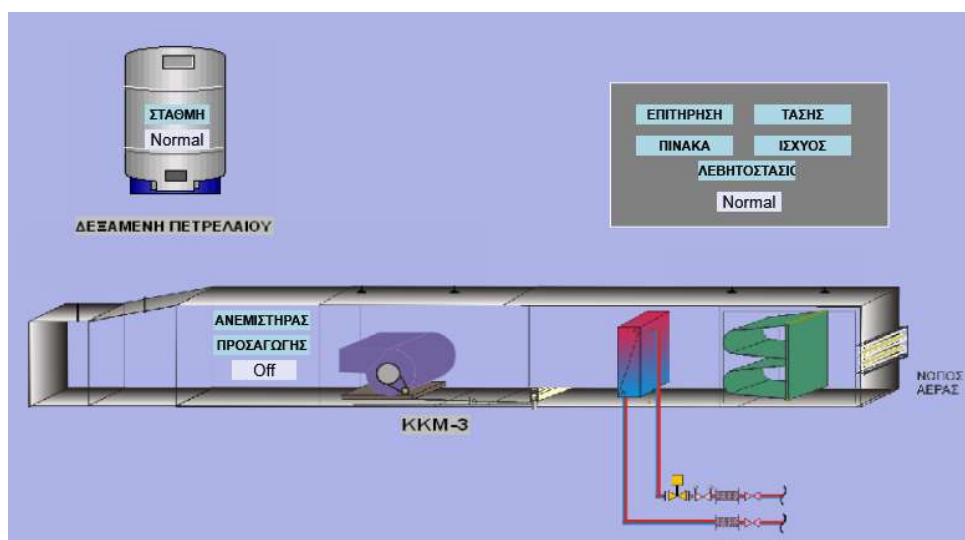 ΣΤΑΘΜΗ
Normal
ΔΕΞΑΜΕΝΗ ΠΕΤΡΕΛΑΙΟΥ
ΕΠΙΤΗΡΗΣΗ ΤΑΣΗΣ
ΠΙΝΑΚΑ ΙΣΧΥΟΣ
ΛΕΒΗΤΟΣΤΑΣΙΟ
Normal
ΑΝΕΜΙΣΤΗΡΑΣ
ΠΡΟΣΑΓΩΓΗΣ
Off
ΚΚΜ-3
ΝΩΠΟΣ
ΑΕΡΑΣ